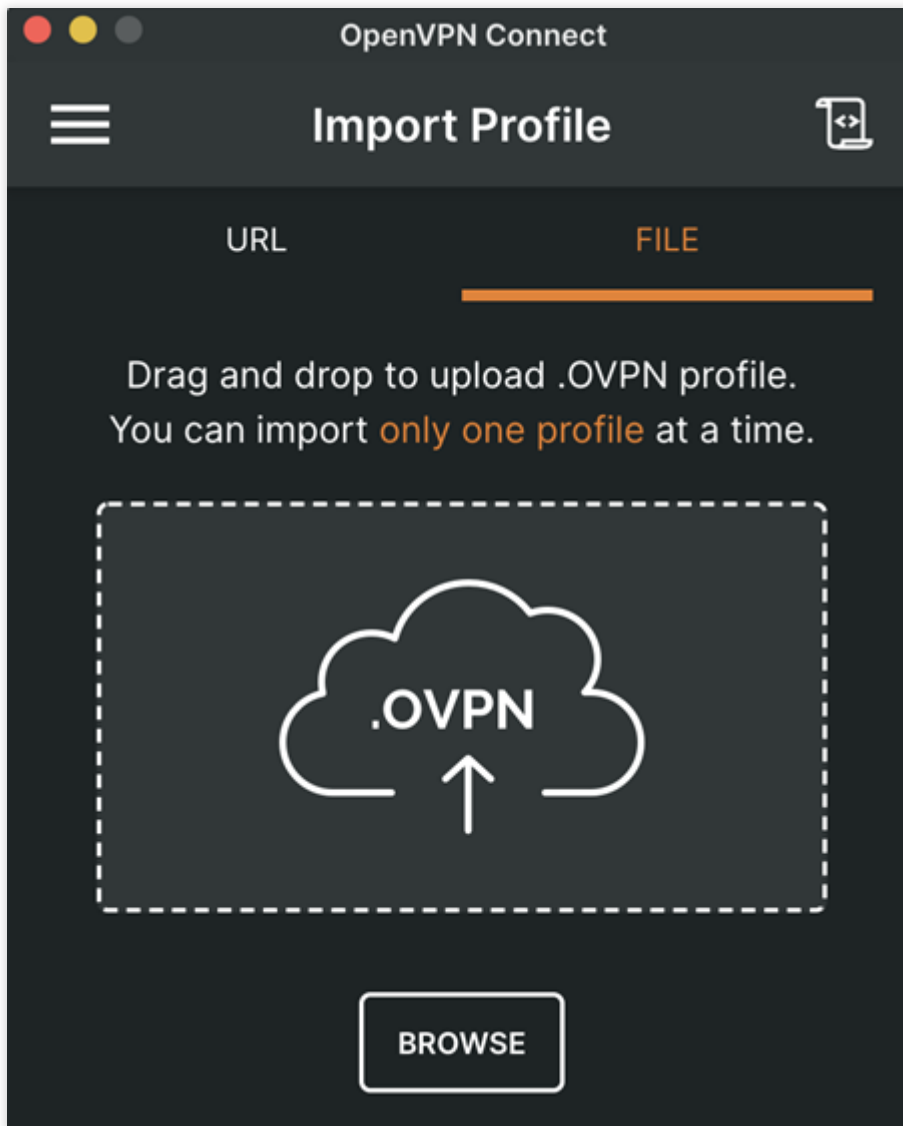 OpenVPN Connect
Import Profile
URL
FILE
Drag and drop to upload .OVPN profile.
You can import only one profile at a time.
.OVPN
BROWSE